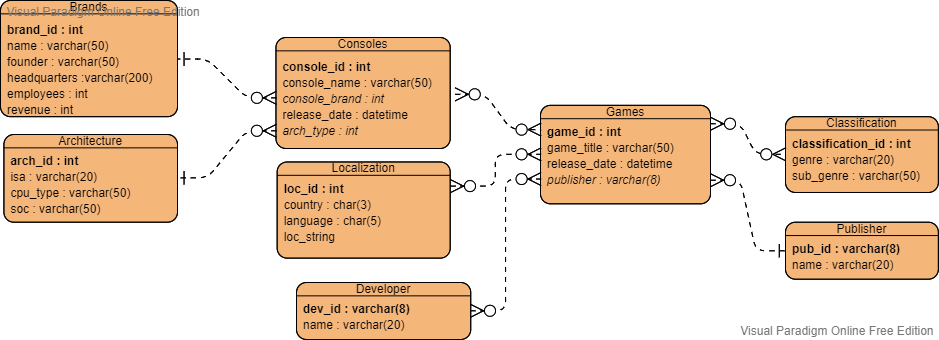 Visual Paradigm Online Free Edition
Brands
brand_id : int
name : varchar(50)
founder : varchar(50)
headquarters :varchar(200)
employees : int
revenue : int
Architecture
arch_id : int
isa : varchar(20)
cpu_type : varchar(50)
soc : varchar(50)
Consoles
console_id : int
console_name : varchar(50)
console_brand : int
release_date : datetime
arch_type : int
Localization
loc_id : int
country : char(3)
language : char(5)
loc_string
Developer
dev_id : varchar(8)
name : varchar(20)
Games
game_id : int
game_title : varchar(50)
release_date : datetime
publisher : varchar(8)
Classification
classification_id : int
genre : varchar(20)
sub_genre : varchar(50)
Publisher
pub_id : varchar(8)
name : varchar(20)
Visual Paradigm Online Free Edition